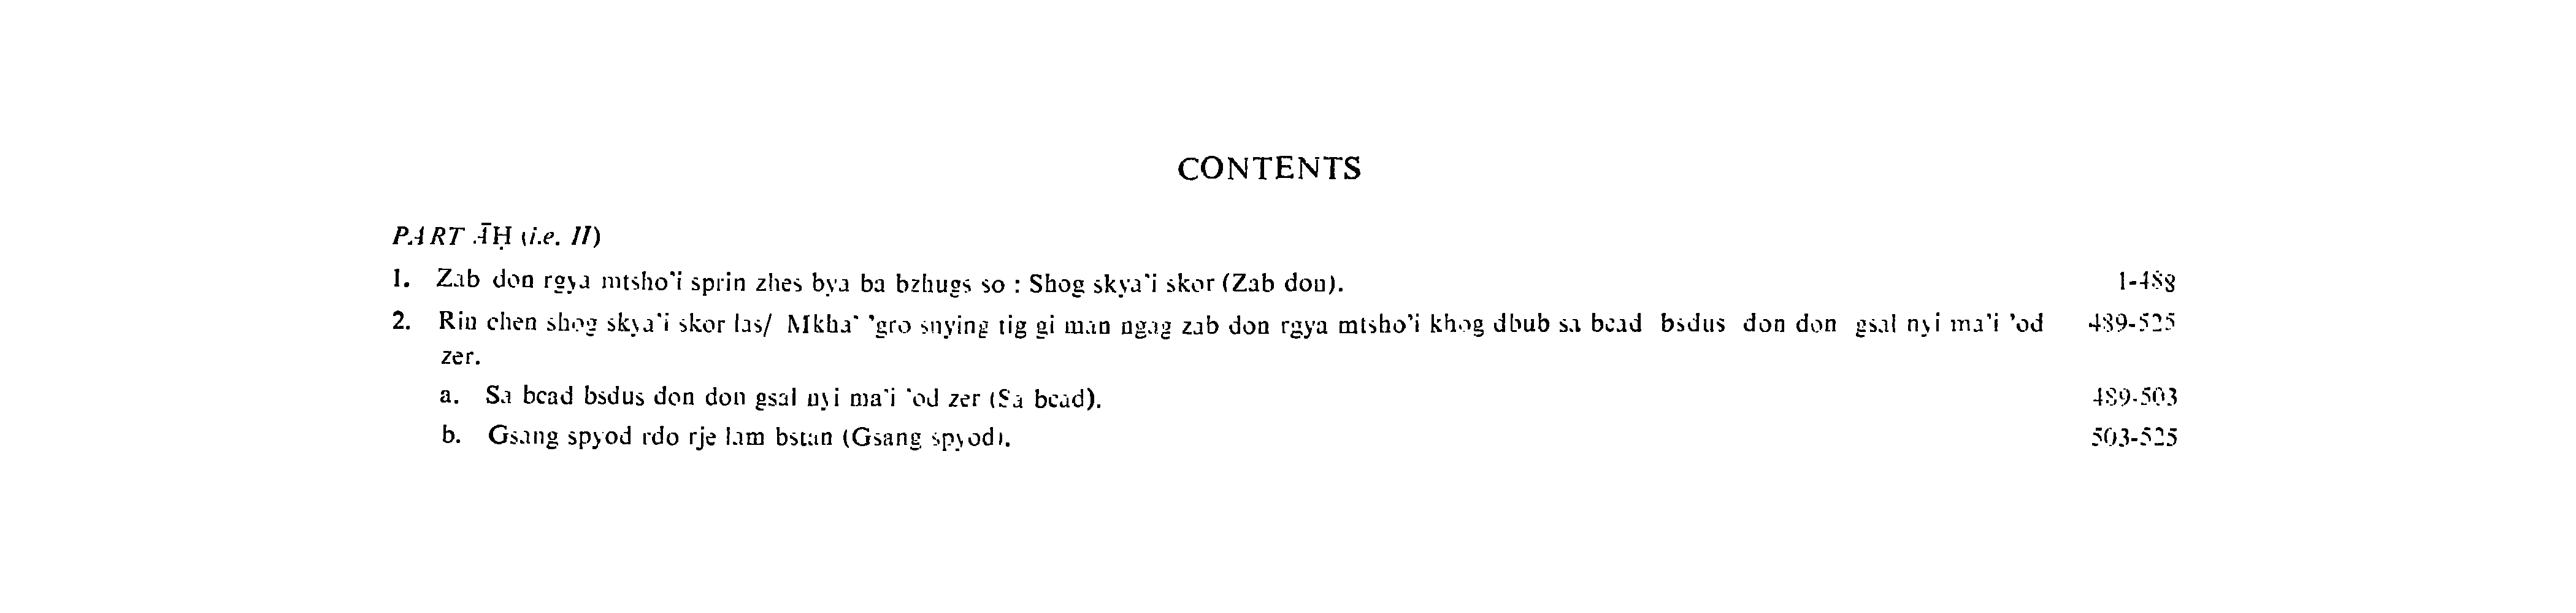 CONTENTS
PART ĀḤ (i.e. II)
1. Zab don rgya mtsho'i sprin zhes bya ba bzhugs so : Shog skya'i skor (Zab don). 1-488
2. Rin chen shog skya'i skor las/ Mkha' 'gro snying tig gi man ngag zab don rgya mtsho'i khog dbub sa bcad bsdus don don gsal nyi ma'i 'od 489-525
zer.
a. Sa bcad bsdus don don gsal nyi ma'i 'od zer (Sa bcad). 489-503
b. Gsang spyod rdo rje lam bstan (Gsang spyod). 503-525